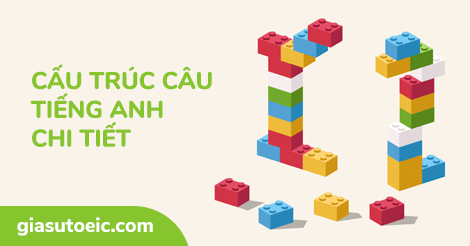 CẤU TRÚC CÂU
TIẾNG ANH
CHI TIẾT
giasutoeic.com